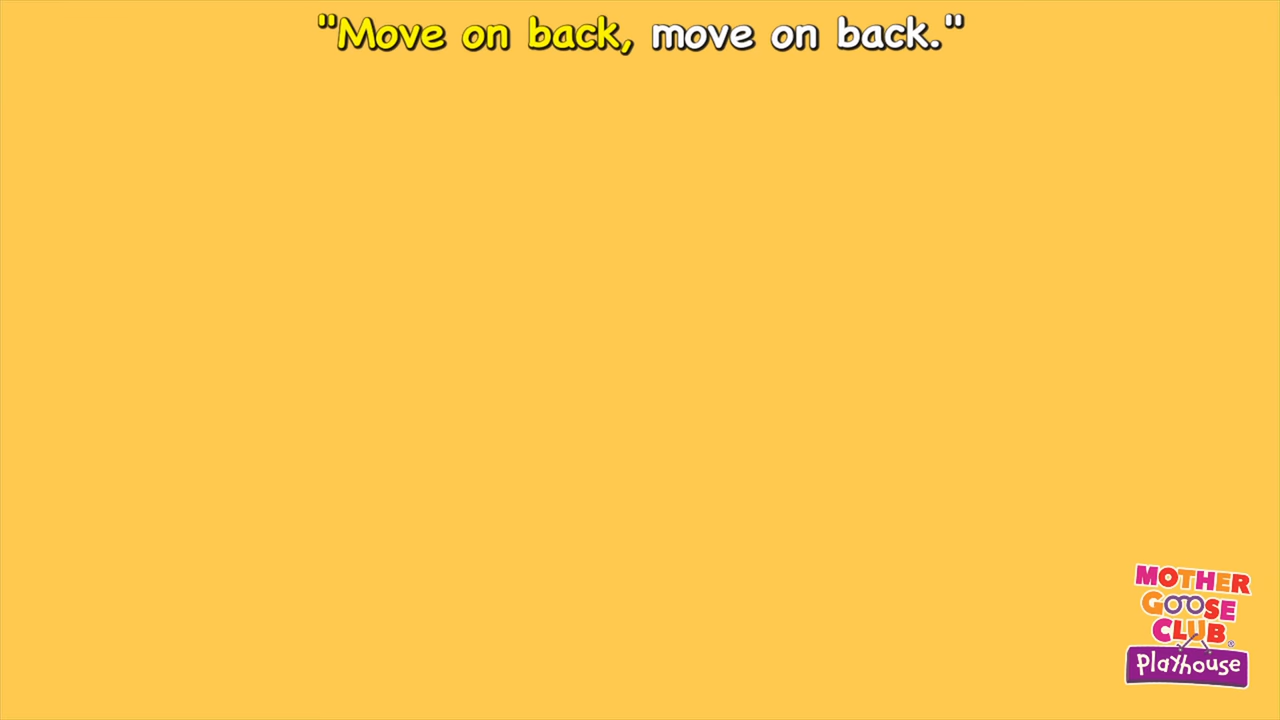 "Move on back, move on back."
MOTHER
GOOSE
CLUB®
Playhouse